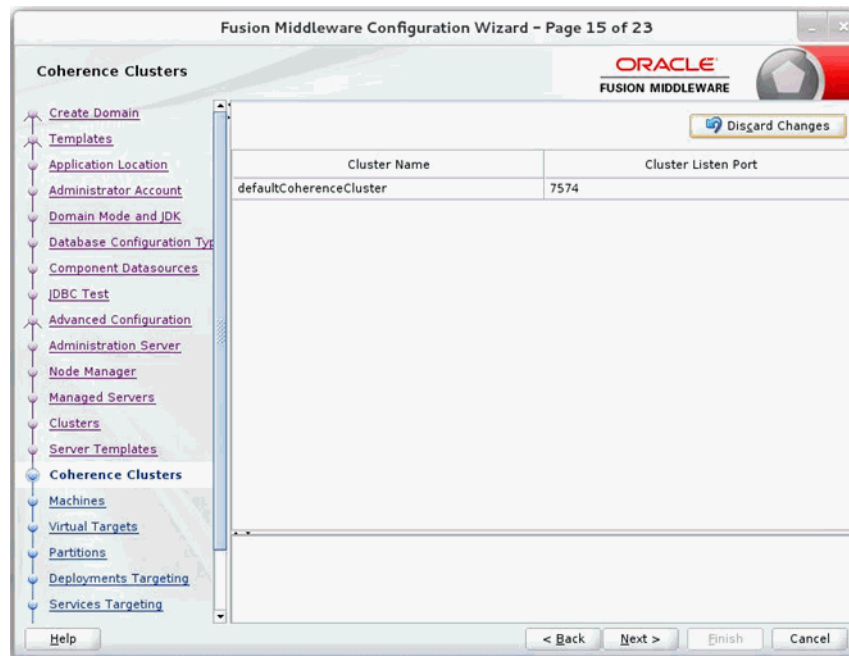 Fusion Middleware Configuration Wizard – Page 15 of 23
Coherence Clusters
ORACLE
FUSION MIDDLEWARE
Create Domain
Templates
Application Location
Administrator Account
Domain Mode and JDK
Database Configuration Typ
Component Datasources
JDBC Test
Advanced Configuration
Administration Server
Node Manager
Managed Servers
Clusters
Server Templates
Coherence Clusters
Machines
Virtual Targets
Partitions
Deployments Targeting
Services Targeting
Discard Changes
Cluster Name Cluster Listen Port
defaultCoherenceCluster 7574
Help < Back Next > Finish Cancel